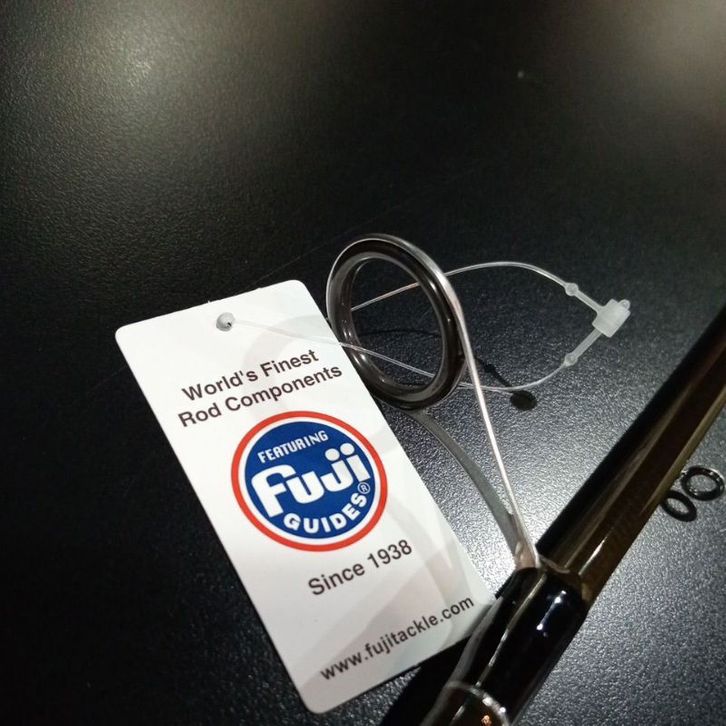 World's Finest
Rod Components
FEATURING
Fuji
GUIDES®
Since 1938
www.fujitackle.com